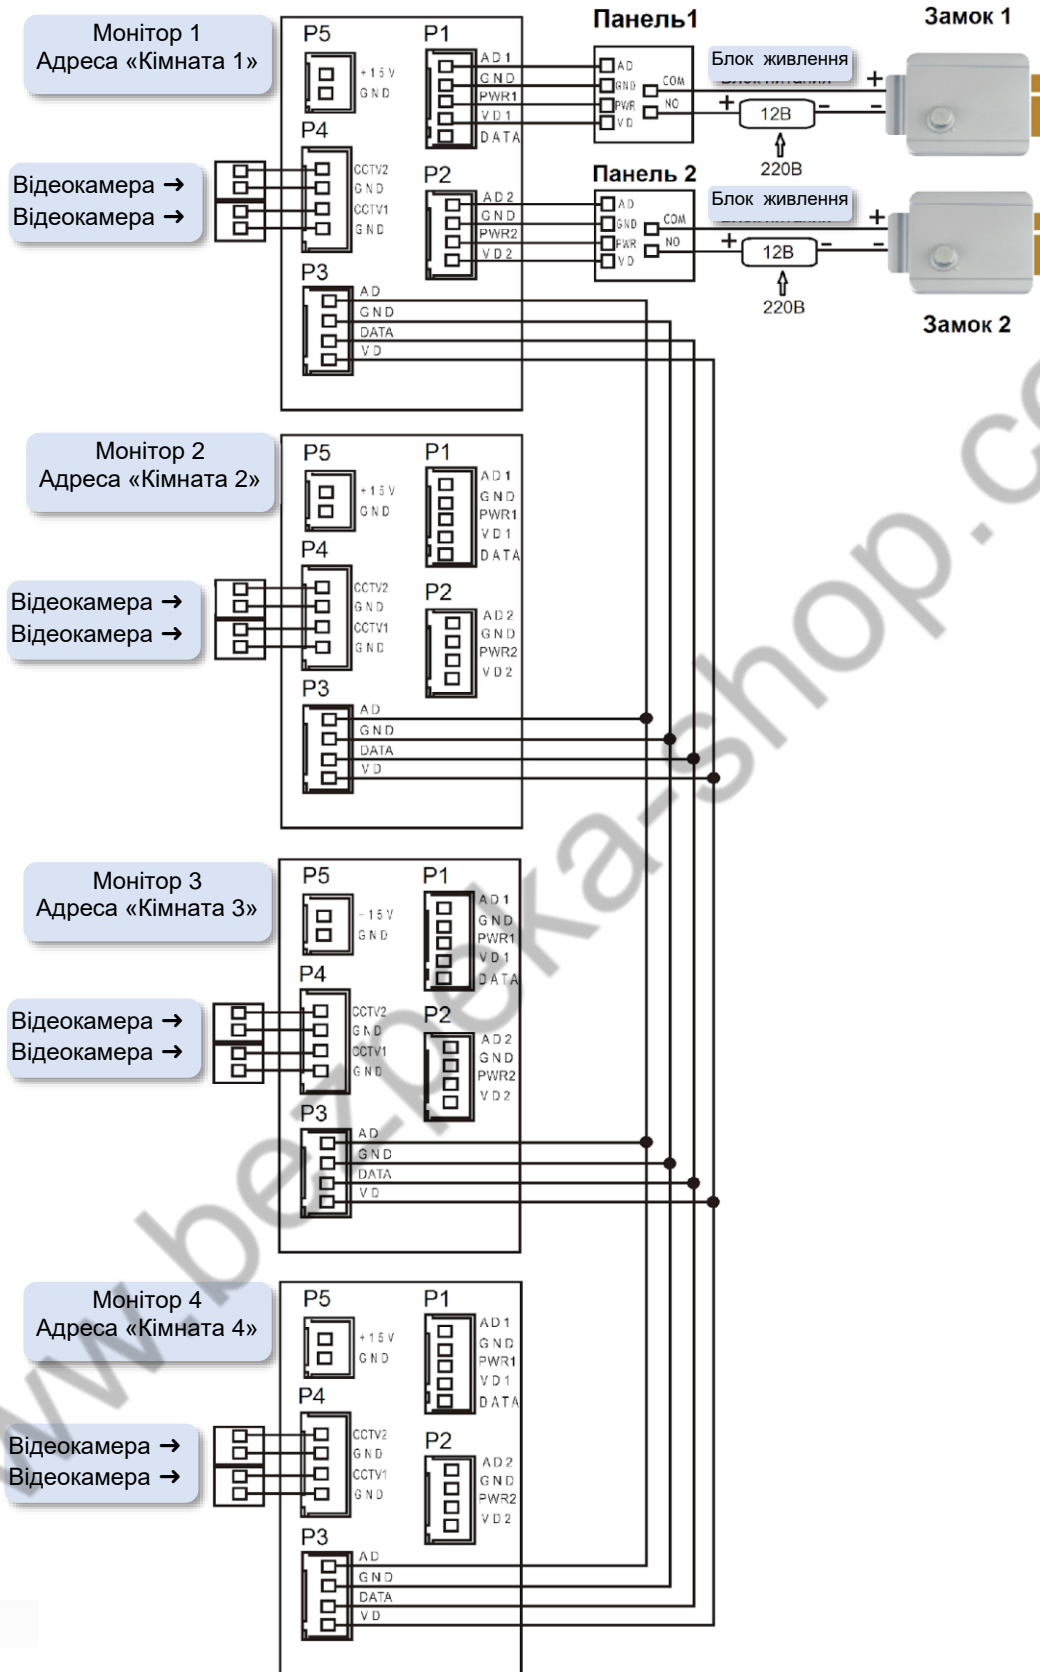 Монітор 1
Адреса «Кімната 1»
P5
+15V
GND
P1
AD1
GND
PWR1
VD1
DATA
P4
CCTV2
GND
CCTV1
GND
Відеокамера →
Відеокамера →
P2
AD2
GND
PWR2
VD2
P3
AD
GND
DATA
VD
Панель1
AD
GND
PWR
VD
COM
NO
Блок живлення
+
12В
–
+
–
220В
Замок 1
Панель 2
AD
GND
PWR
VD
COM
NO
Блок живлення
+
12В
–
+
–
220В
Замок 2
Монітор 2
Адреса «Кімната 2»
P5
+15V
GND
P1
AD1
GND
PWR1
VD1
DATA
P4
CCTV2
GND
CCTV1
GND
Відеокамера →
Відеокамера →
P2
AD2
GND
PWR2
VD2
P3
AD
GND
DATA
VD
Монітор 3
Адреса «Кімната 3»
P5
–15V
GND
P1
AD1
GND
PWR1
VD1
DATA
P4
CCTV2
GND
CCTV1
GND
Відеокамера →
Відеокамера →
P2
AD2
GND
PWR2
VD2
P3
AD
GND
DATA
VD
Монітор 4
Адреса «Кімната 4»
P5
+15V
GND
P1
AD1
GND
PWR1
VD1
DATA
P4
CCTV2
GND
CCTV1
GND
Відеокамера →
Відеокамера →
P2
AD2
GND
PWR2
VD2
P3
AD
GND
DATA
VD
www.bezpeka-shop.co